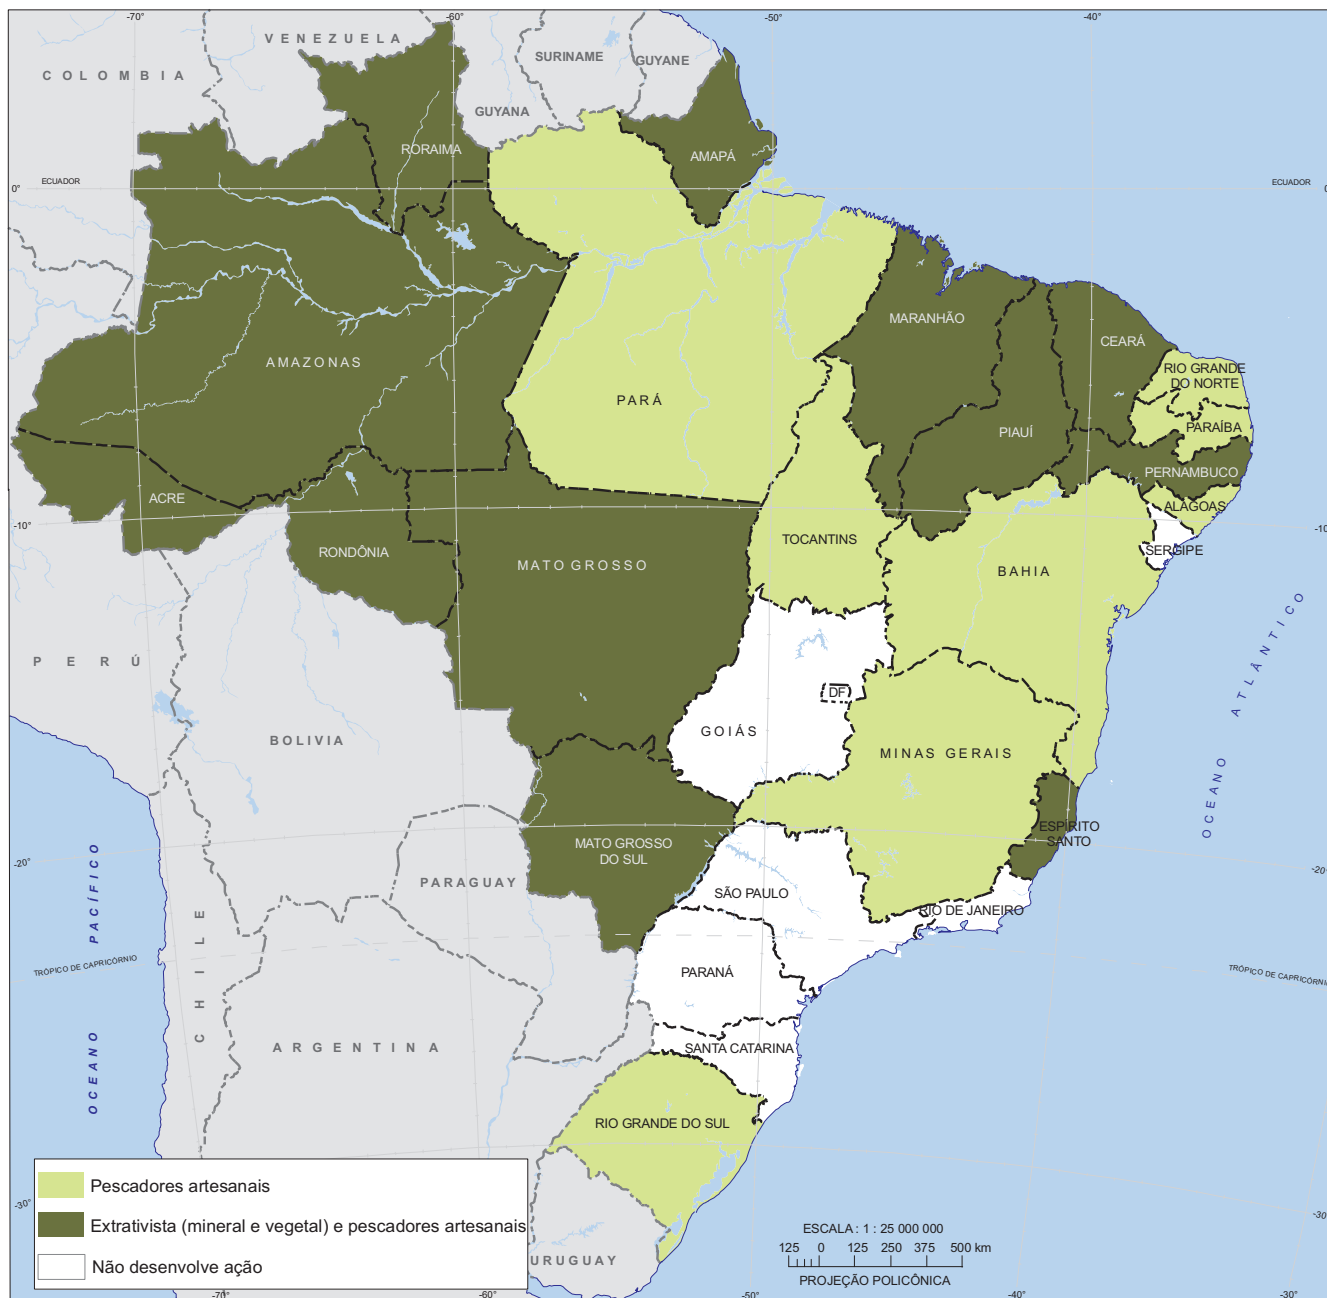 -70°
-60°
-50°
-40°
VENEZUELA
COLOMBIA
SURINAME
GUYANE
GUYANA
RORAIMA
AMAPÁ
ECUADOR
ECUADOR
0°
MARANHÃO
CEARÁ
AMAZONAS
RIO GRANDE
DO NORTE
PARÁ
PARAÍBA
PIAUÍ
PERNAMBUCO
ACRE
ALAGOAS
-10°
-10
TOCANTINS
RONDÔNIA
MATO GROSSO
SERGIPE
BAHIA
PERÚ
OCEANO ATLÂNTICO
DF
GOIÁS
BOLIVIA
MINAS GERAIS
ESPÍRITO
SANTO
MATO GROSSO
DO SUL
-20°
-20°
PARAGUAY
SÃO PAULO
RIO DE JANEIRO
OCEANO PACÍFICO
CHILE
TRÓPICO DE CAPRICÓRNIO
TRÓPICO DE CAPRICÓRNIO
PARANÁ
ARGENTINA
SANTA CATARINA
RIO GRANDE DO SUL
Pescadores artesanais
-30°
-30°
Extrativista (mineral e vegetal) e pescadores artesanais
ESCALA : 1 : 25 000 000
125 0 125 250 375 500 km
URUGUAY
Não desenvolve ação
PROJEÇÃO POLICÔNICA
-70°
-60°
-50°
-40°
-30°